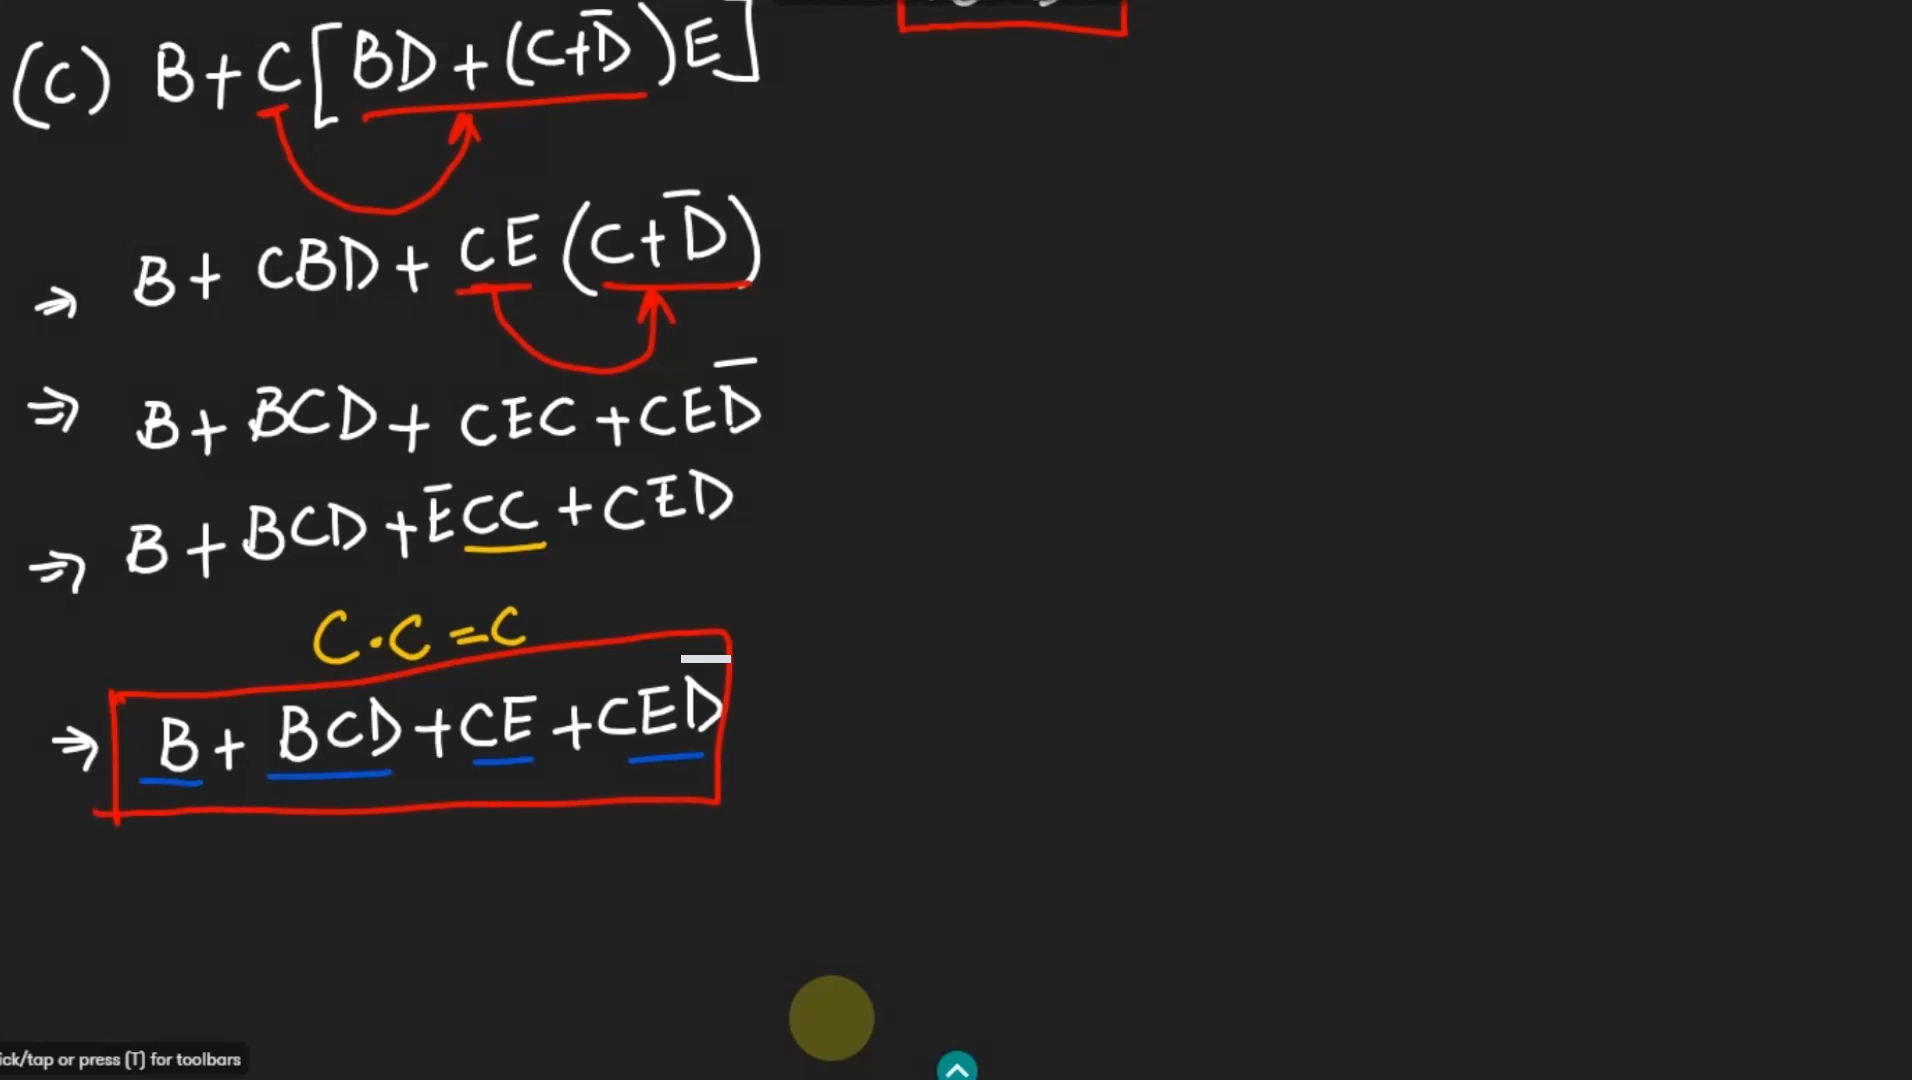 (C) B+C[BD+(C+D̅)E]
⇒ B+CBD+CE(C+D̅)
⇒ B+BCD+CEC+CED̅
⇒ B+BCD+ECC+CED
C·C=C
⇒ B+BCD+CE+CED̅
ick/tap or press (T) for toolbars